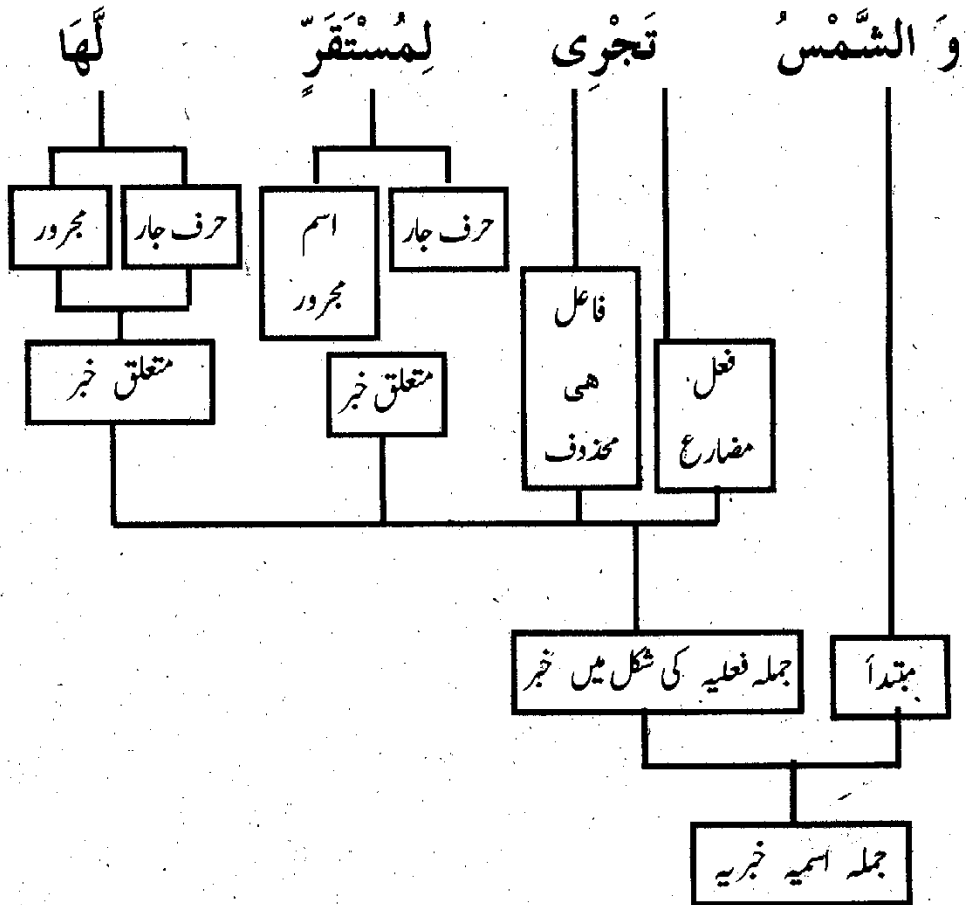 وَ الشَّمْسُ تَجْرِی لِمُسْتَقَرٍّ لَّهَا
حرف جار
مجرور
حرف جار
اسم
مجرور
فاعل
ھی
محذوف
فعل
مضارع
متعلق خبر
متعلق خبر
مبتدأ
جملہ فعلیہ کی شکل میں خبر
جملہ اسمیہ خبریہ